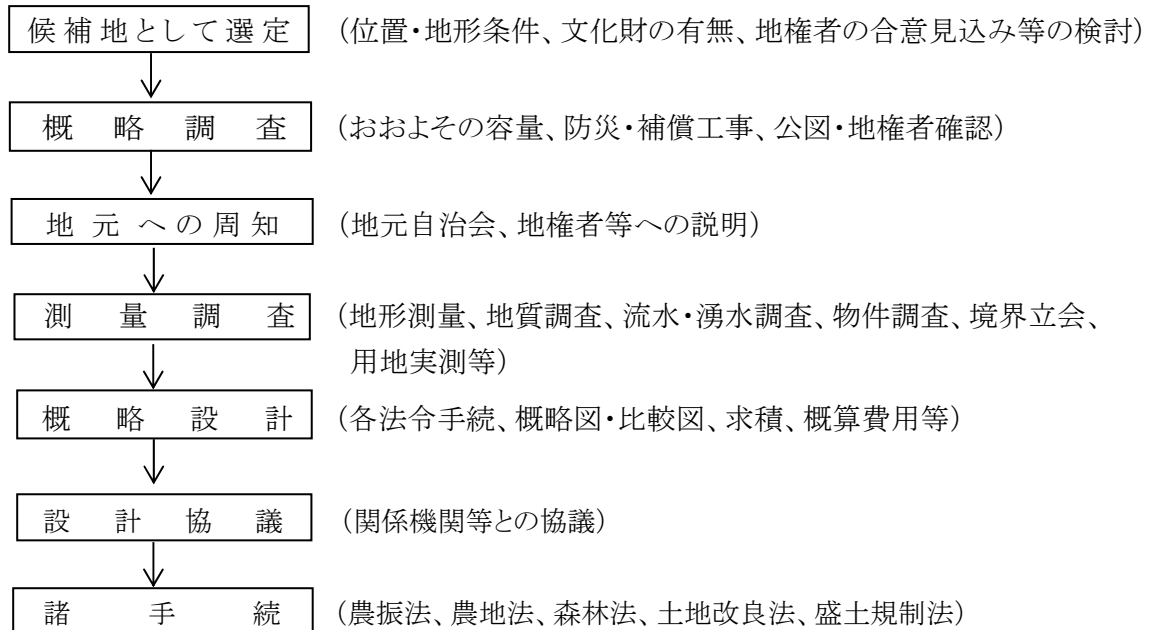 候補地として選定 (位置・地形条件、文化財の有無、地権者の合意見込み等の検討)
概略調査 (おおよその容量、防災・補償工事、公図・地権者確認)
地元への周知 (地元自治会、地権者等への説明)
測量調査 (地形測量、地質調査、流水・湧水調査、物件調査、境界立会、
用地実測等)
概略設計 (各法令手続、概略図・比較図、求積、概算費用等)
設計協議 (関係機関等との協議)
諸手続 (農振法、農地法、森林法、土地改良法、盛土規制法)